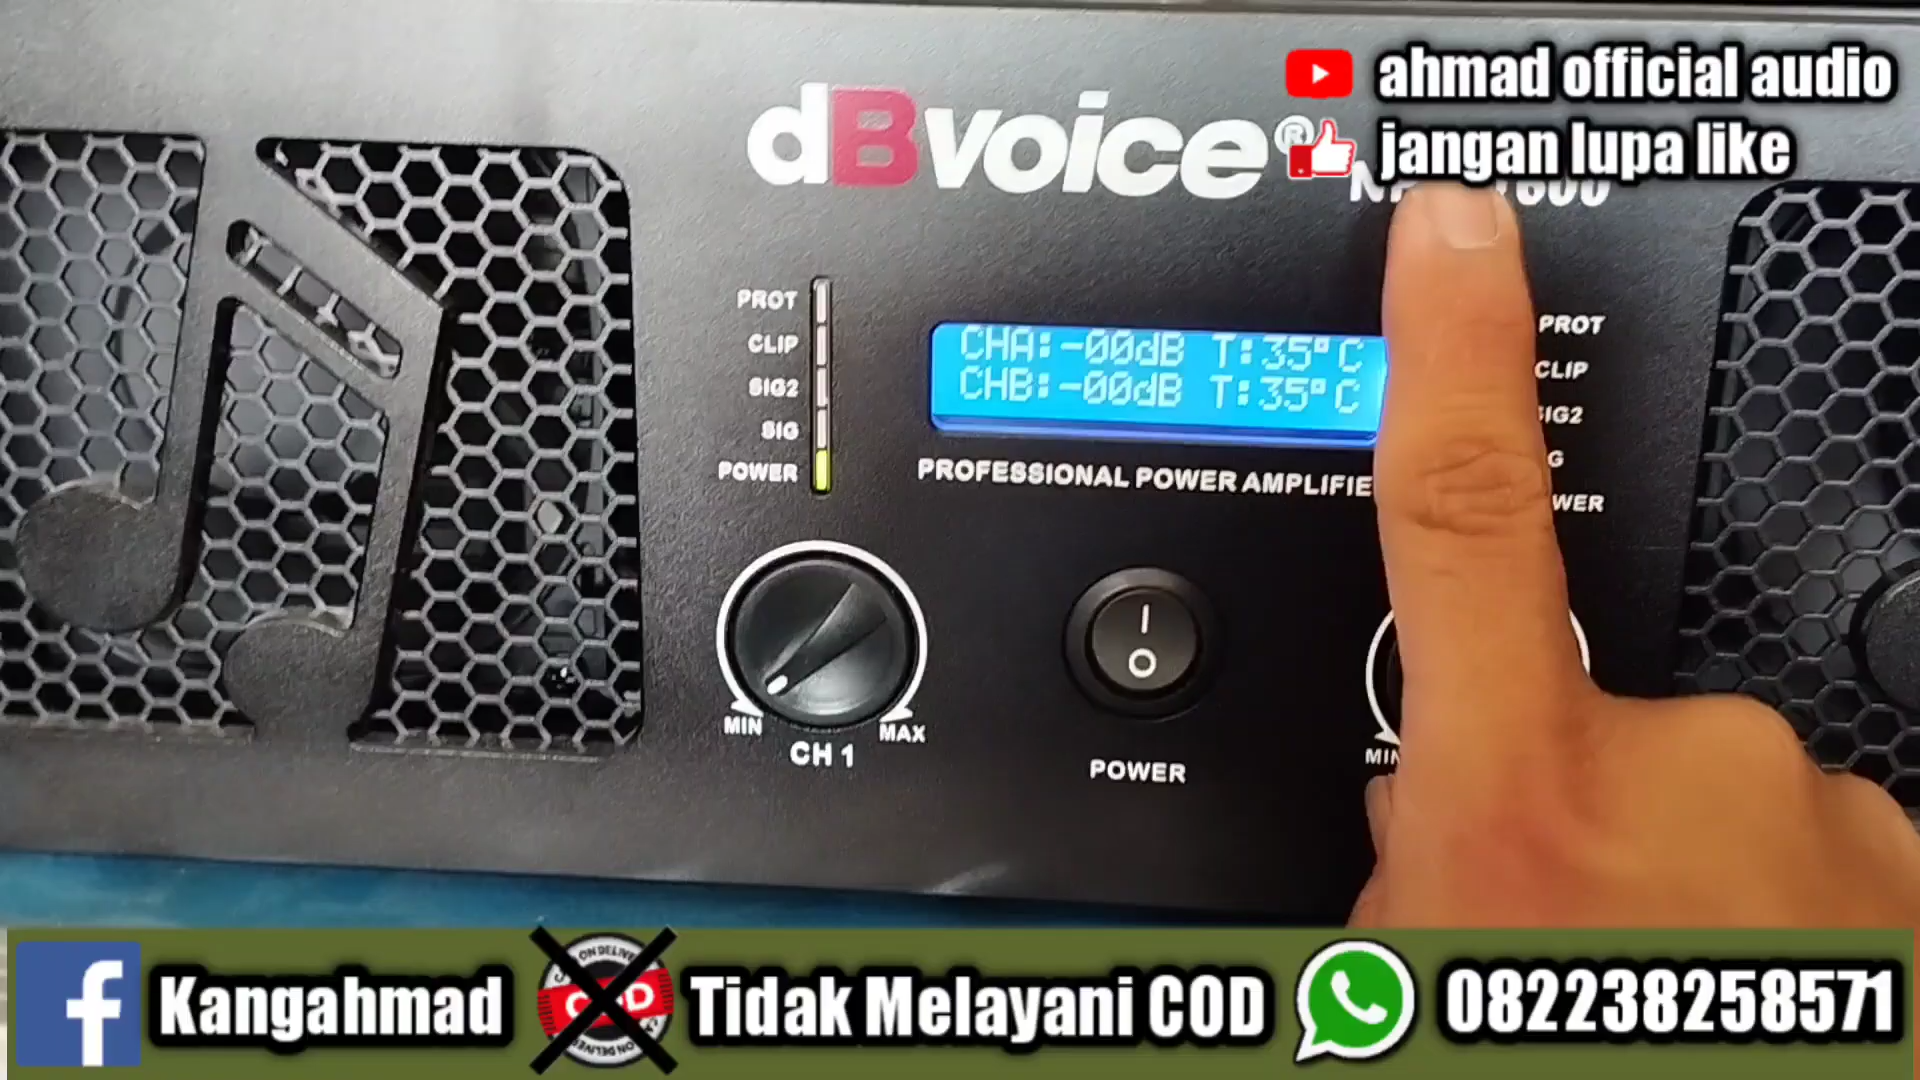 ahmad official audio
jangan lupa like
dBvoice®
PROT
CLIP
SIG2
SIG
POWER
CHA:-00dB T:35°C
CHB:-00dB T:35°C
PROFESSIONAL POWER
PROT
CLIP
MIN
MAX
CH 1
I
O
POWER
Kangahmad
COD
Tidak Melayani COD
082238258571